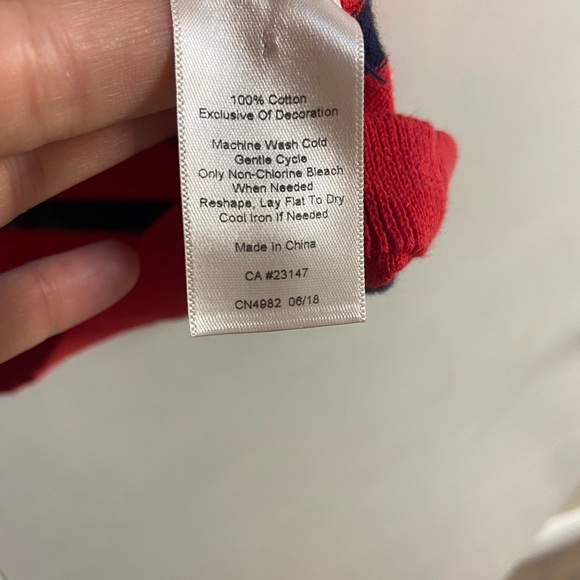 100% Cotton
Exclusive Of Decoration
Machine Wash Cold
Gentle Cycle
Only Non-Chlorine Bleach
When Needed
Reshape, Lay Flat To Dry
Cool Iron If Needed
Made In China
CA #23147
CN4982 06/18